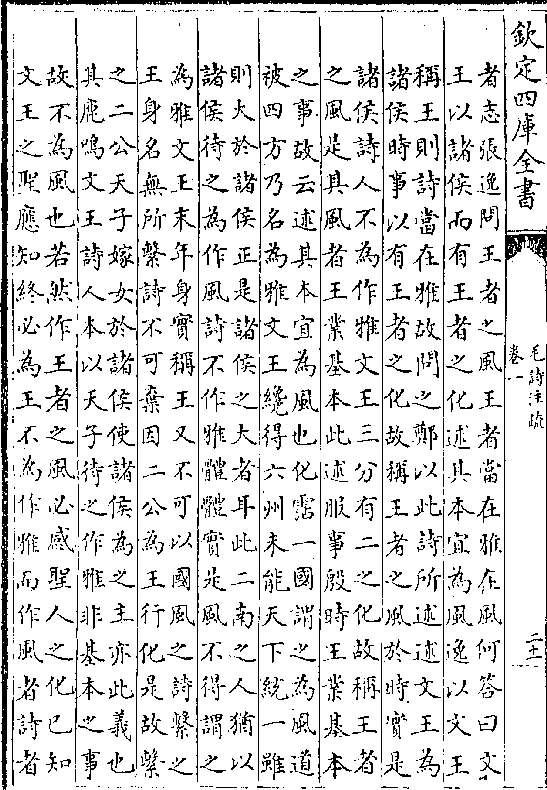 欽定四庫全書
毛詩注疏
卷一
二十一
者志張逸問王者之風王者當在雅在風何答曰文
王以諸侯而有王者之化述其本宜為風逸以文王
稱王則詩當在雅故問之鄭以此詩所述述文王為
諸侯時事以有王者之化故稱王者之風於時實是
諸侯詩人不為作雅文王三分有二之化故稱王者
之風是其風者王業基本此述服事殷時王業基本
之事故云述其本宜為風也化霑一國謂之為風道
被四方乃名為雅文王纔得六州未能天下統一雖
則大於諸侯正是諸侯之大者耳此二南之人猶以
諸侯待之為作風詩不作雅體體實是風不得謂之
為雅文王末年身實稱王又不可以國風之詩繫之
王身名無所繫詩不可棄因二公為王行化是故繫
之二公天子嫁女於諸侯使諸侯為之主亦此義也
其鹿鳴文王詩人本以天子待之作雅非基本之事
故不為風也若然作王者之風必感聖人之化已知
文王之聖應知終必為王不為作雅而作風者詩者